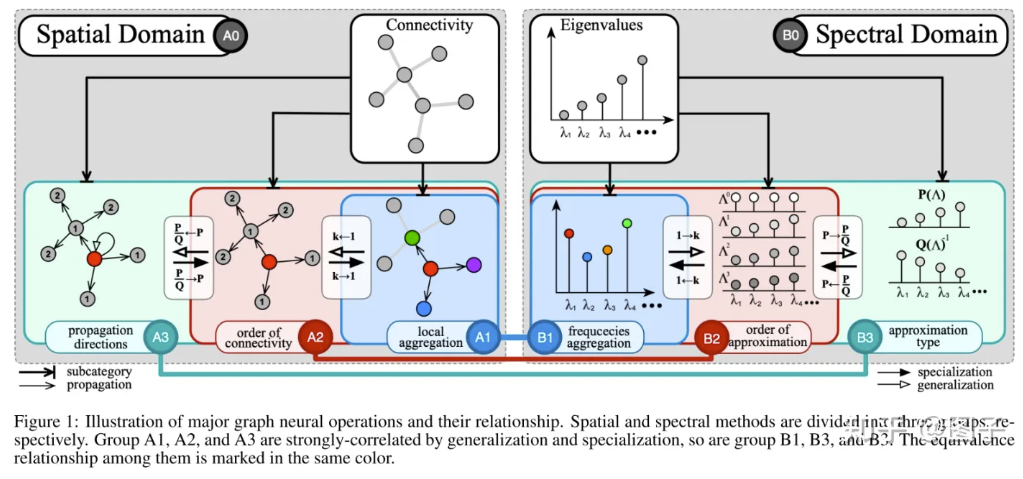 Spatial Domain A0
Connectivity
Eigenvalues
B0 Spectral Domain
λ1 λ2 λ3 λ4 •••
2 2 2 1 1 1
P/Q←P
P/Q→P
2 2 2 1 1 1
k←1
k→1
λ1 λ2 λ3 λ4 •••
1→k
1←k
Λ0
Λ1
Λ2
Λ3
λ1 λ2 λ3 λ4 •••
P→P/Q
P←P/Q
P(Λ)
Q(Λ)-1
λ1 λ2 λ3 λ4 •••
propagation
directions A3
order of
connectivity A2
local
aggregation A1
B1 frequcecies
aggregation
B2 order of
approximation
B3 approximation
type
subcategory
propagation
specialization
generalization
Figure 1: Illustration of major graph neural operations and their relationship. Spatial and spectral methods are divided into three groups, re-
spectively. Group A1, A2, and A3 are strongly-correlated by generalization and specialization, so are group B1, B3, and B3. The equivalence
relationship among them is marked in the same color.